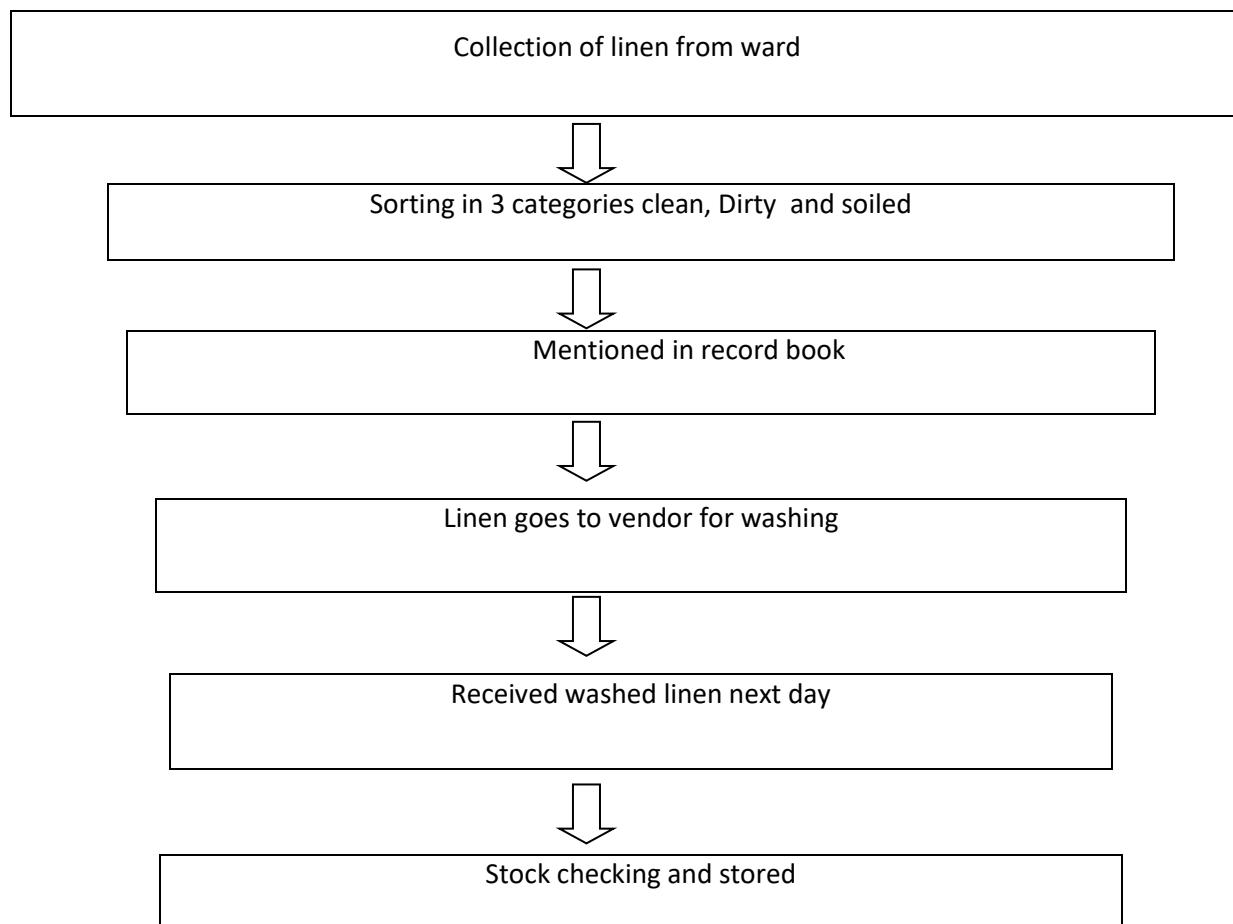 Collection of linen from ward
Sorting in 3 categories clean, Dirty  and soiled
Mentioned in record book
Linen goes to vendor for washing
Received washed linen next day
Stock checking and stored